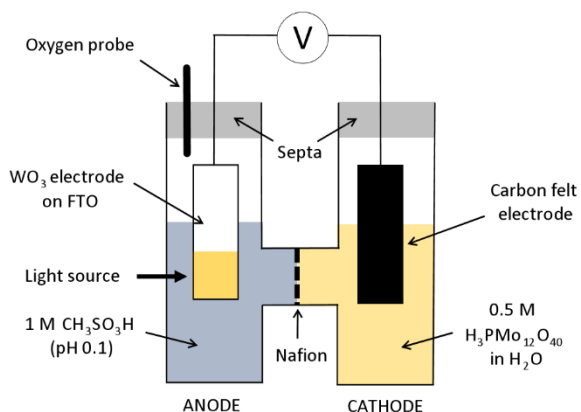 V
Oxygen probe
Septa
WO₃ electrode
on FTO
Carbon felt
electrode
Light source
1 M CH₃SO₃H
(pH 0.1)
Nafion
0.5 M
H₃PMo₁₂O₄₀
in H₂O
ANODE
CATHODE